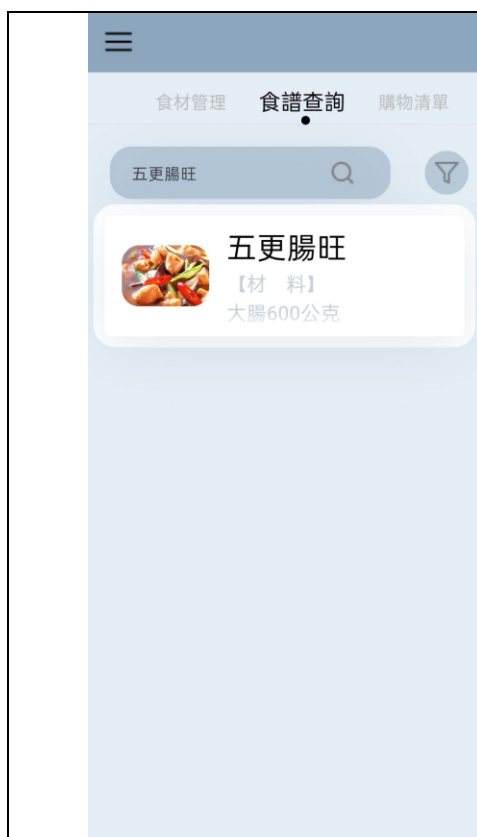 食材管理 食譜查詢 購物清單
五更腸旺
五更腸旺
【材　料】
大腸600公克